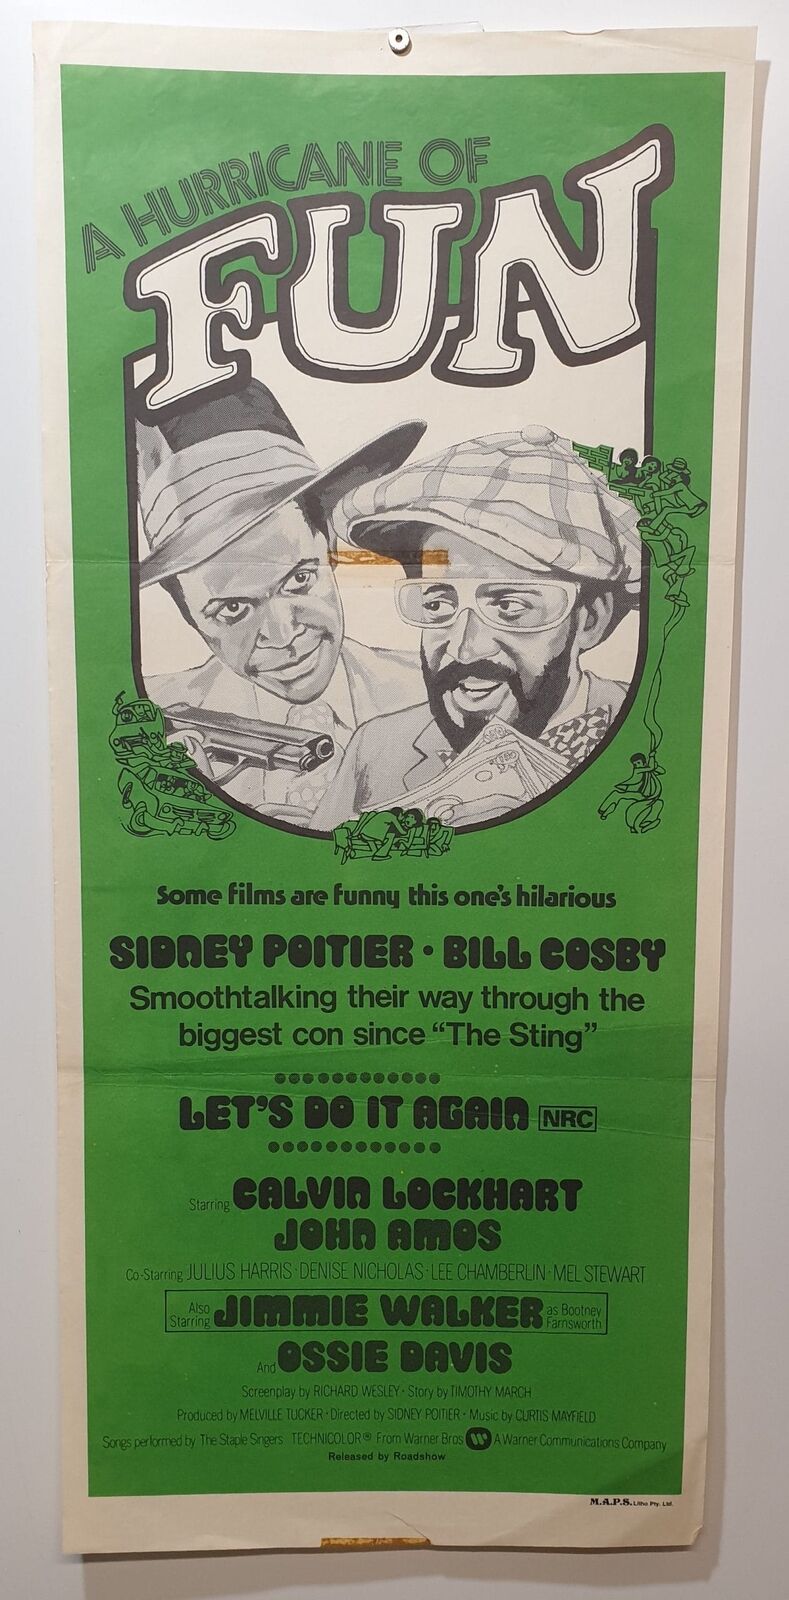 A HURRICANE OF
FUN
Some films are funny this one's hilarious
SIDNEY POITIER • BILL COSBY
Smoothtalking their way through the
biggest con since "The Sting"
LET'S DO IT AGAIN NRC
Starring CALVIN LOCKHART
JOHN AMOS
Co-Starring JULIUS HARRIS · DENISE NICHOLAS · LEE CHAMBERLIN · MEL STEWART
Also Starring JIMMIE WALKER as Bootney Farnsworth
And OSSIE DAVIS
Screenplay by RICHARD WESLEY · Story by TIMOTHY MARCH
Produced by MELVILLE TUCKER · Directed by SIDNEY POITIER · Music by CURTIS MAYFIELD
Songs performed by The Staple Singers TECHNICOLOR® From Warner Bros A Warner Communications Company
Released by Roadshow
M.A.P.S. Litho Pty. Ltd.